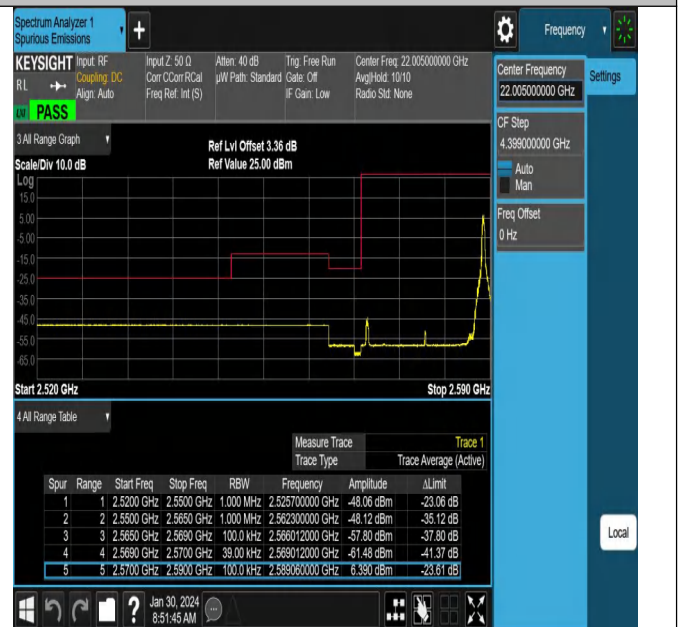 Spectrum Analyzer 1
Spurious Emissions
+
Frequency
KEYSIGHT
RL
Input: RF
Coupling: DC
Align: Auto
Input Z: 50 Ω
Corr CCorr RCal
Freq Ref: Int (S)
Atten: 40 dB
µW Path: Standard
Trig: Free Run
Gate: Off
IF Gain: Low
Center Freq: 22.005000000 GHz
Avg|Hold: 10/10
Radio Std: None
PASS
Center Frequency
22.005000000 GHz
Settings
CF Step
4.399000000 GHz
Auto
Man
Freq Offset
0 Hz
3 All Range Graph
Scale/Div 10.0 dB
Ref Lvl Offset 3.36 dB
Ref Value 25.00 dBm
Log
15.0
5.00
-5.00
-15.0
-25.0
-35.0
-45.0
-55.0
-65.0
Start 2.520 GHz Stop 2.590 GHz
4 All Range Table
Measure Trace Trace 1
Trace Type Trace Average (Active)
Spur Range Start Freq Stop Freq RBW Frequency Amplitude ΔLimit
1 1 2.5200 GHz 2.5500 GHz 1.000 MHz 2.525700000 GHz -48.06 dBm -23.06 dB
2 2 2.5500 GHz 2.5650 GHz 1.000 MHz 2.562300000 GHz -48.12 dBm -35.12 dB
3 3 2.5650 GHz 2.5690 GHz 100.0 kHz 2.566012000 GHz -57.80 dBm -37.80 dB
4 4 2.5690 GHz 2.5700 GHz 39.00 kHz 2.569012000 GHz -61.48 dBm -41.37 dB
5 5 2.5700 GHz 2.5900 GHz 100.0 kHz 2.589060000 GHz 6.390 dBm -23.61 dB
Local
?
Jan 30, 2024
8:51:45 AM